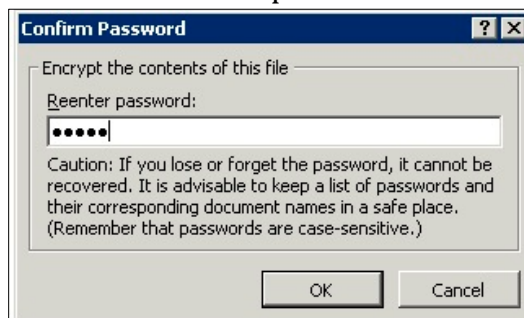 Confirm Password
? X
Encrypt the contents of this file
Reenter password:
●●●●●
Caution: If you lose or forget the password, it cannot be
recovered. It is advisable to keep a list of passwords and
their corresponding document names in a safe place.
(Remember that passwords are case-sensitive.)
OK Cancel